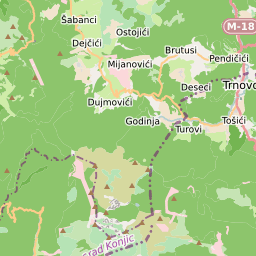 Šabanci
Ostojići
M-18
Dejčići
Brutusi
Mijanovići
Pendičići
Deseci
Trnovo
Dujmovići
Godinja
Tošići
Turovi
Grad Konjic